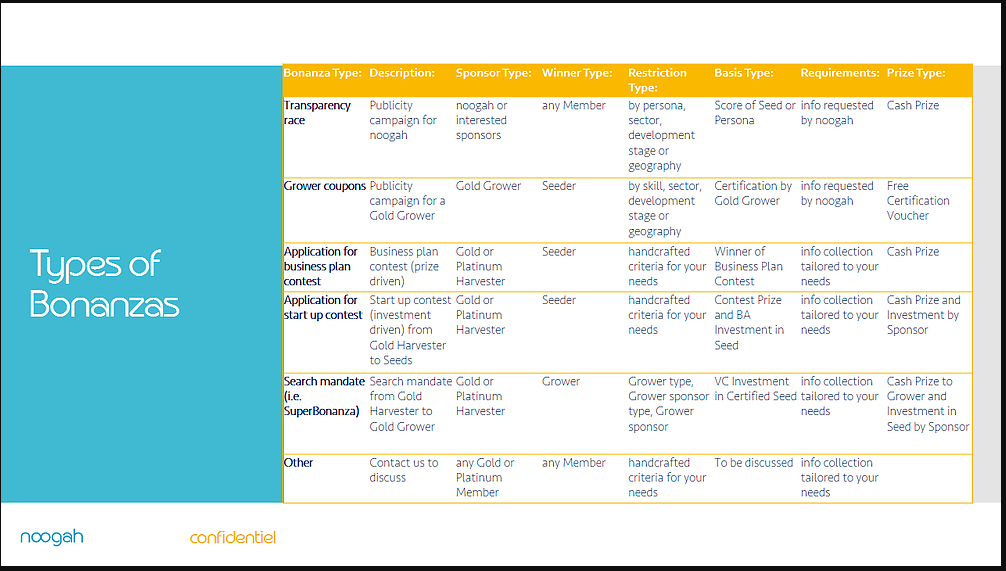 Types of
Bonanzas
Bonanza Type: Description: Sponsor Type: Winner Type: Restriction Type: Basis Type: Requirements: Prize Type:
Transparency race Publicity campaign for noogah noogah or interested sponsors any Member by persona, sector, development stage or geography Score of Seed or Persona info requested by noogah Cash Prize
Grower coupons Publicity campaign for a Gold Grower Gold Grower Seeder by skill, sector, development stage or geography Certification by Gold Grower info requested by noogah Free Certification Voucher
Application for business plan contest Business plan contest (prize driven) Gold or Platinum Harvester Seeder handcrafted criteria for your needs Winner of Business Plan Contest info collection tailored to your needs Cash Prize
Application for start up contest Start up contest (investment driven) from Gold Harvester to Seeds Gold or Platinum Harvester Seeder handcrafted criteria for your needs Contest Prize and BA Investment in Seed info collection tailored to your needs Cash Prize and Investment by Sponsor
Search mandate (i.e. SuperBonanza) Search mandate from Gold Harvester to Gold Grower Gold or Platinum Harvester Grower Grower type, Grower sponsor type, Grower sponsor VC Investment in Certified Seed info collection tailored to your needs Cash Prize to Grower and Investment in Seed by Sponsor
Other Contact us to discuss any Gold or Platinum Member any Member handcrafted criteria for your needs To be discussed info collection tailored to your needs
noogah confidentiel